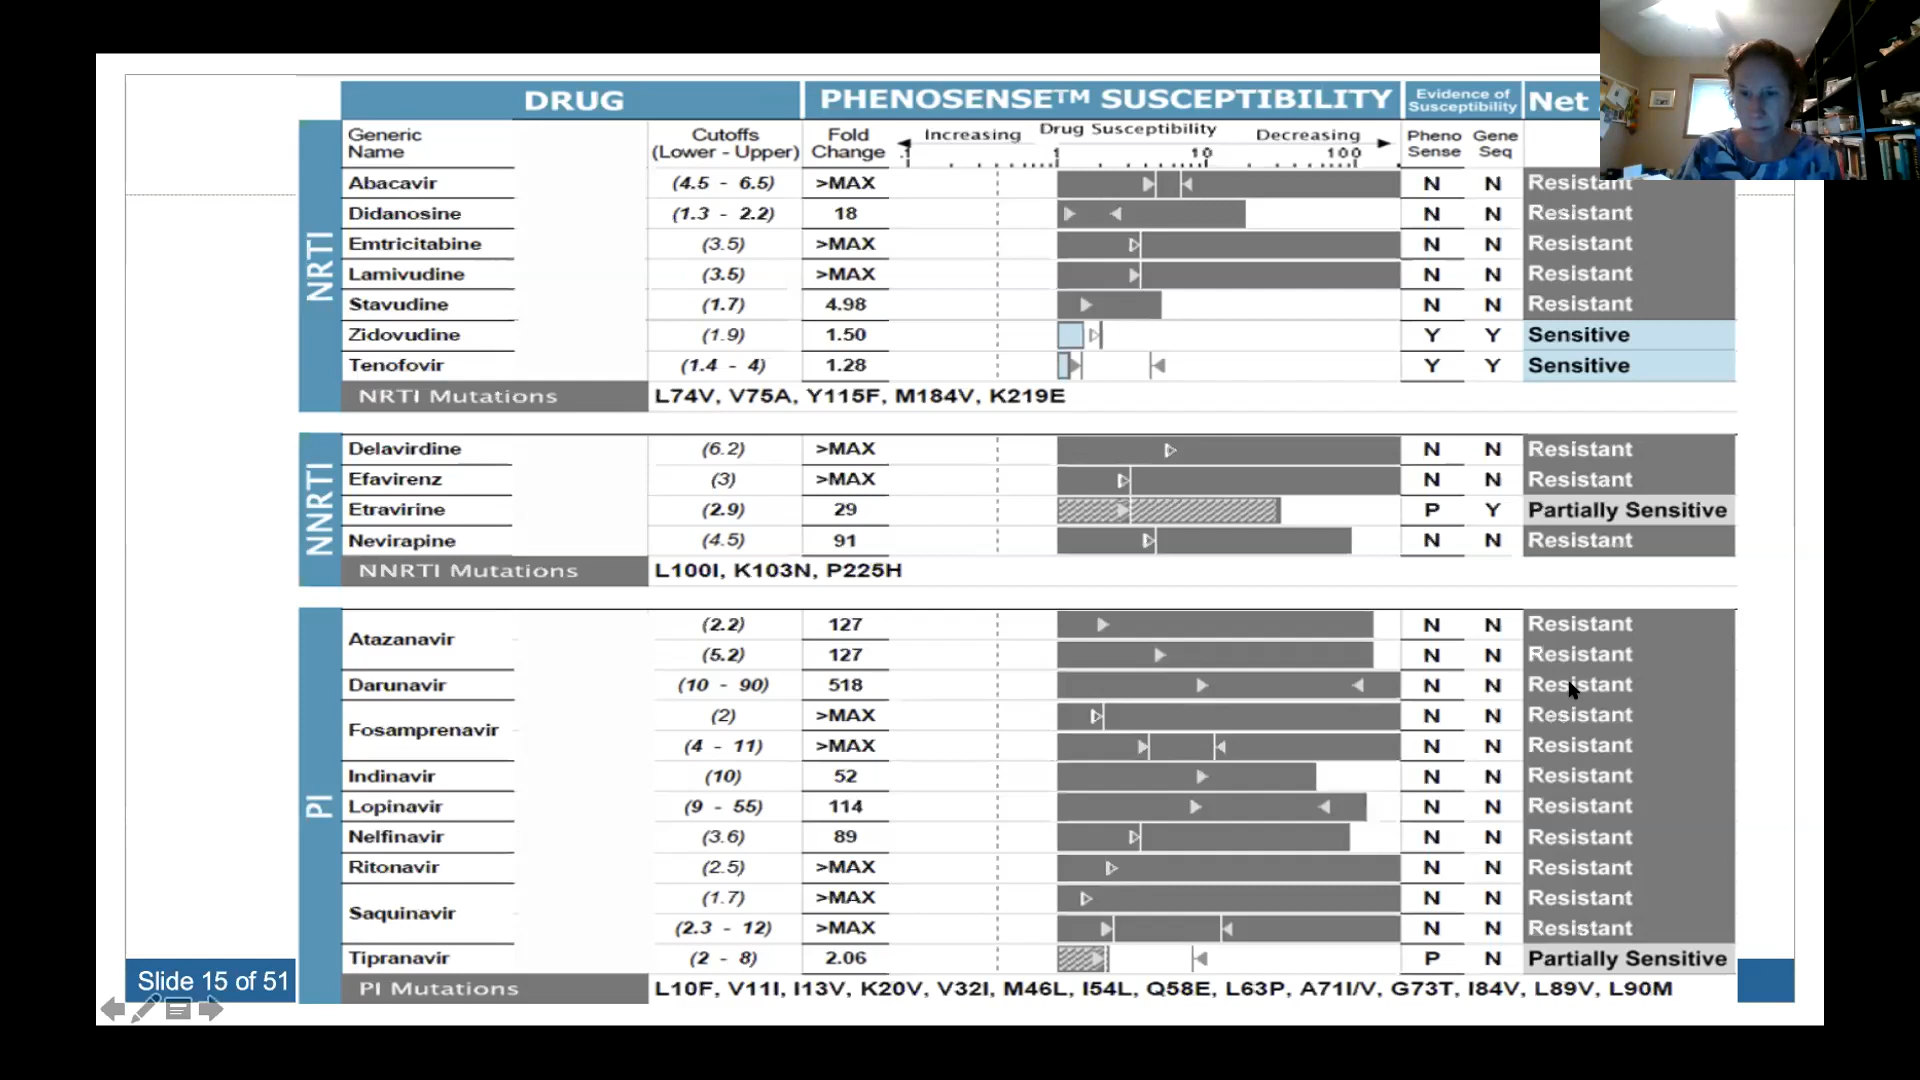 DRUG PHENOSENSE™ SUSCEPTIBILITY Evidence of Susceptibility Net
Generic Name Cutoffs (Lower - Upper) Fold Change Increasing Drug Susceptibility Decreasing Pheno Sense Gene Seq
.1 1 10 100
NRTI
Abacavir (4.5 - 6.5) >MAX N N Resistant
Didanosine (1.3 - 2.2) 18 N N Resistant
Emtricitabine (3.5) >MAX N N Resistant
Lamivudine (3.5) >MAX N N Resistant
Stavudine (1.7) 4.98 N N Resistant
Zidovudine (1.9) 1.50 Y Y Sensitive
Tenofovir (1.4 - 4) 1.28 Y Y Sensitive
NRTI Mutations L74V, V75A, Y115F, M184V, K219E
NNRTI
Delavirdine (6.2) >MAX N N Resistant
Efavirenz (3) >MAX N N Resistant
Etravirine (2.9) 29 P Y Partially Sensitive
Nevirapine (4.5) 91 N N Resistant
NNRTI Mutations L100I, K103N, P225H
PI
Atazanavir (2.2) 127 N N Resistant
(5.2) 127 N N Resistant
Darunavir (10 - 90) 518 N N Resistant
Fosamprenavir (2) >MAX N N Resistant
(4 - 11) >MAX N N Resistant
Indinavir (10) 52 N N Resistant
Lopinavir (9 - 55) 114 N N Resistant
Nelfinavir (3.6) 89 N N Resistant
Ritonavir (2.5) >MAX N N Resistant
Saquinavir (1.7) >MAX N N Resistant
(2.3 - 12) >MAX N N Resistant
Tipranavir (2 - 8) 2.06 P N Partially Sensitive
PI Mutations L10F, V11I, I13V, K20V, V32I, M46L, I54L, Q58E, L63P, A71I/V, G73T, I84V, L89V, L90M
Slide 15 of 51